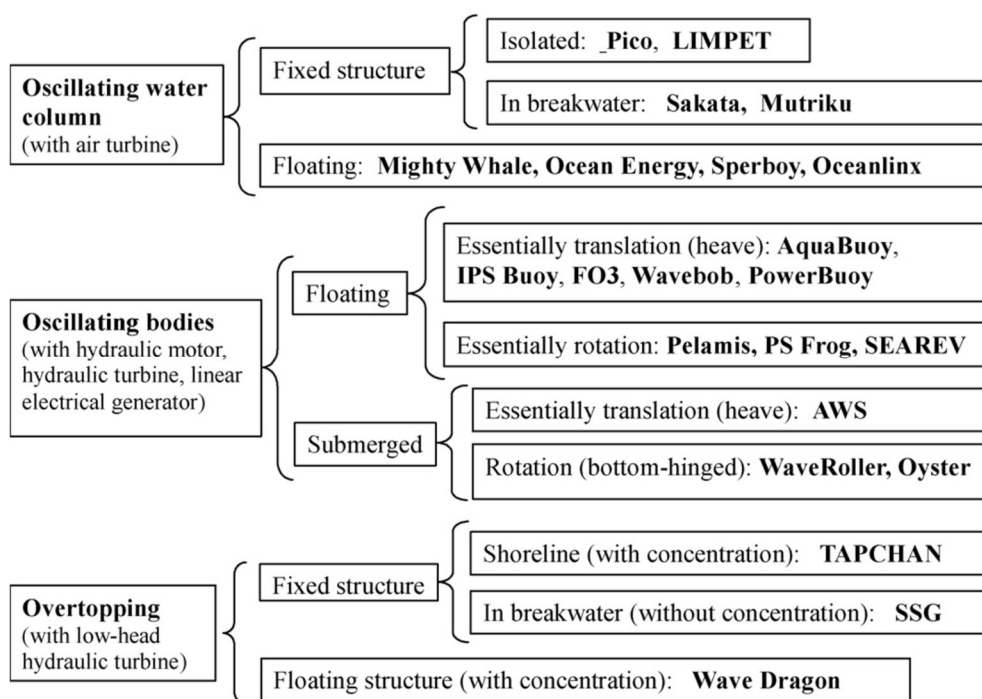 Oscillating water
column
(with air turbine)
Fixed structure
Isolated: _Pico, LIMPET
In breakwater: Sakata, Mutriku
Floating: Mighty Whale, Ocean Energy, Sperboy, Oceanlinx
Oscillating bodies
(with hydraulic motor,
hydraulic turbine, linear
electrical generator)
Floating
Essentially translation (heave): AquaBuoy,
IPS Buoy, FO3, Wavebob, PowerBuoy
Essentially rotation: Pelamis, PS Frog, SEAREV
Submerged
Essentially translation (heave): AWS
Rotation (bottom-hinged): WaveRoller, Oyster
Overtopping
(with low-head
hydraulic turbine)
Fixed structure
Shoreline (with concentration): TAPCHAN
In breakwater (without concentration): SSG
Floating structure (with concentration): Wave Dragon